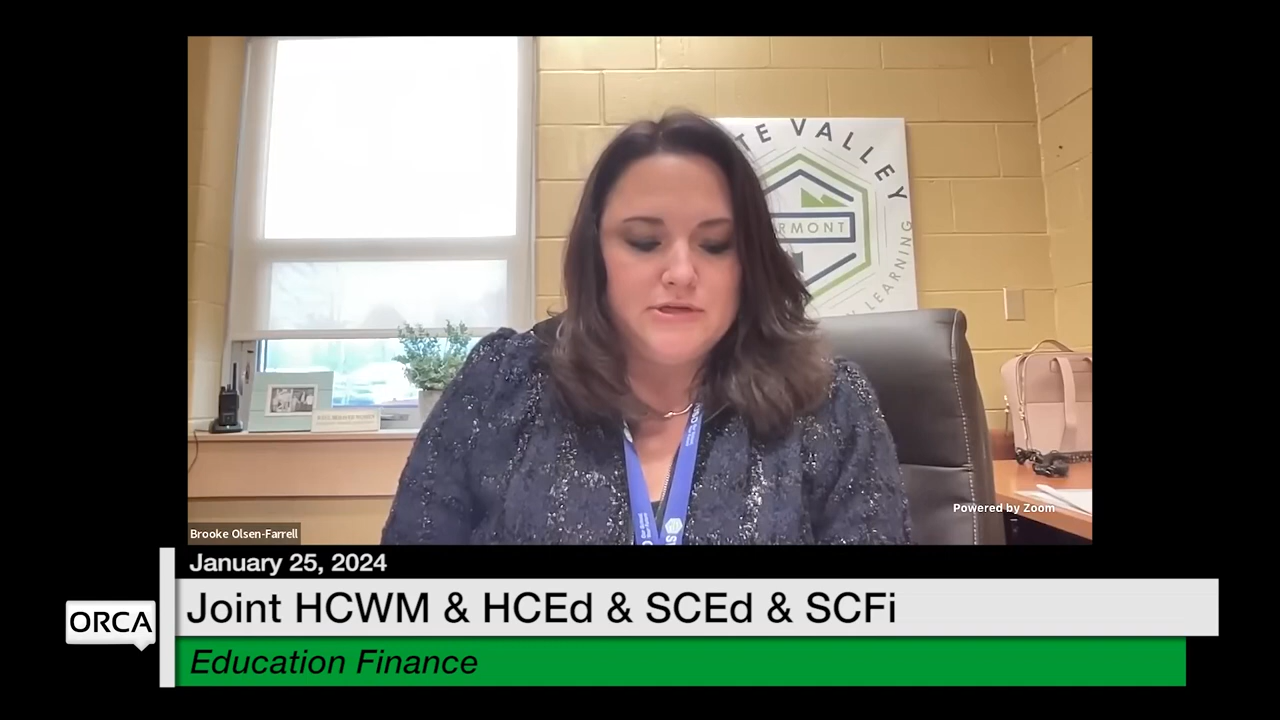 TE VALLEY
RMONT
LEARNING
Powered by Zoom
Brooke Olsen-Farrell
January 25, 2024
ORCA
Joint HCWM & HCEd & SCEd & SCFi
Education Finance